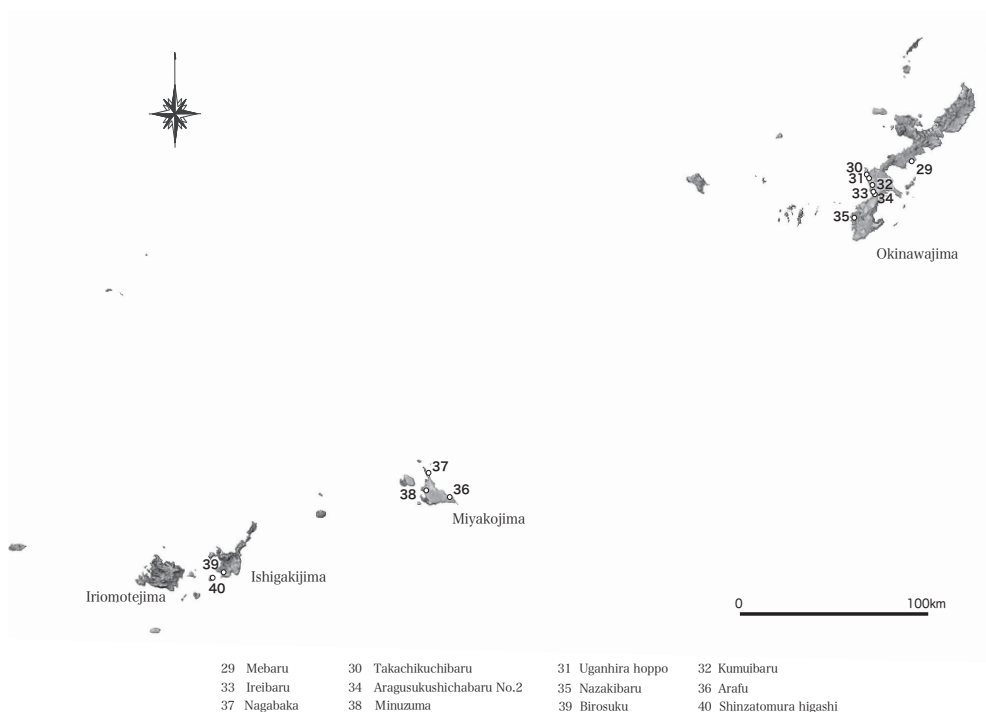 30
31
32
29
33
34
35
Okinawajima
37
38
36
Miyakojima
39
40
Ishigakijima
Iriomotejima
0 100km
29 Mebaru 30 Takachikuchibaru 31 Uganhira hoppo 32 Kumuibaru
33 Ireibaru 34 Aragusukushichabaru No.2 35 Nazakibaru 36 Arafu
37 Nagabaka 38 Minuzuma 39 Birosuku 40 Shinzatomura higashi